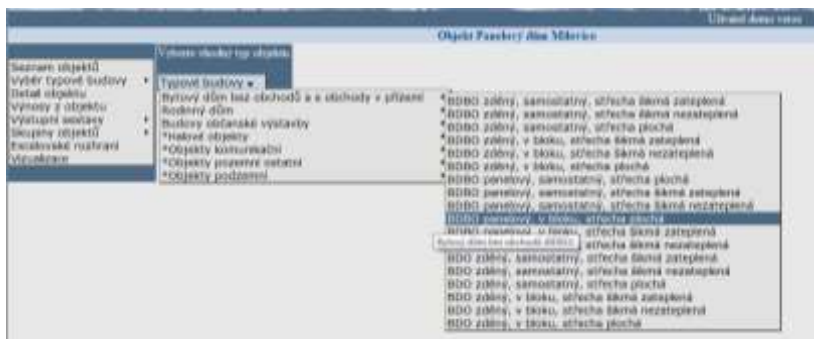 Uživatel demo verze
Objekt Panelový dům Milovice
Vyberte vhodný typ objektu.
Seznam objektů
Výběr typové budovy
Detail objektu
Výnosy z objektu
Výstupní sestavy
Skupiny objektů
Excelovské rozhraní
Vizualizace
Typové budovy
Bytový dům bez obchodů a s obchody v přízemí
Rodinný dům
Budovy občanské výstavby
*Halové objekty
*Objekty komunikační
*Objekty pozemní ostatní
*Objekty podzemní
BDBO zděný, samostatný, střecha šikmá zateplená
BDBO zděný, samostatný, střecha šikmá nezateplená
BDBO zděný, samostatný, střecha plochá
BDBO zděný, v bloku, střecha šikmá zateplená
BDBO zděný, v bloku, střecha šikmá nezateplená
BDBO zděný, v bloku, střecha plochá
BDBO panelový, samostatný, střecha plochá
BDBO panelový, samostatný, střecha šikmá zateplená
BDBO panelový, samostatný, střecha šikmá nezateplená
BDBO panelový, v bloku, střecha plochá
BDBO panelový, v bloku, střecha šikmá zateplená
Bytový dům bez obchodů
střecha šikmá nezateplená
BDO zděný, samostatný, střecha šikmá zateplená
BDO zděný, samostatný, střecha šikmá nezateplená
BDO zděný, samostatný, střecha plochá
BDO zděný, v bloku, střecha šikmá zateplená
BDO zděný, v bloku, střecha šikmá nezateplená
BDO zděný, v bloku, střecha plochá